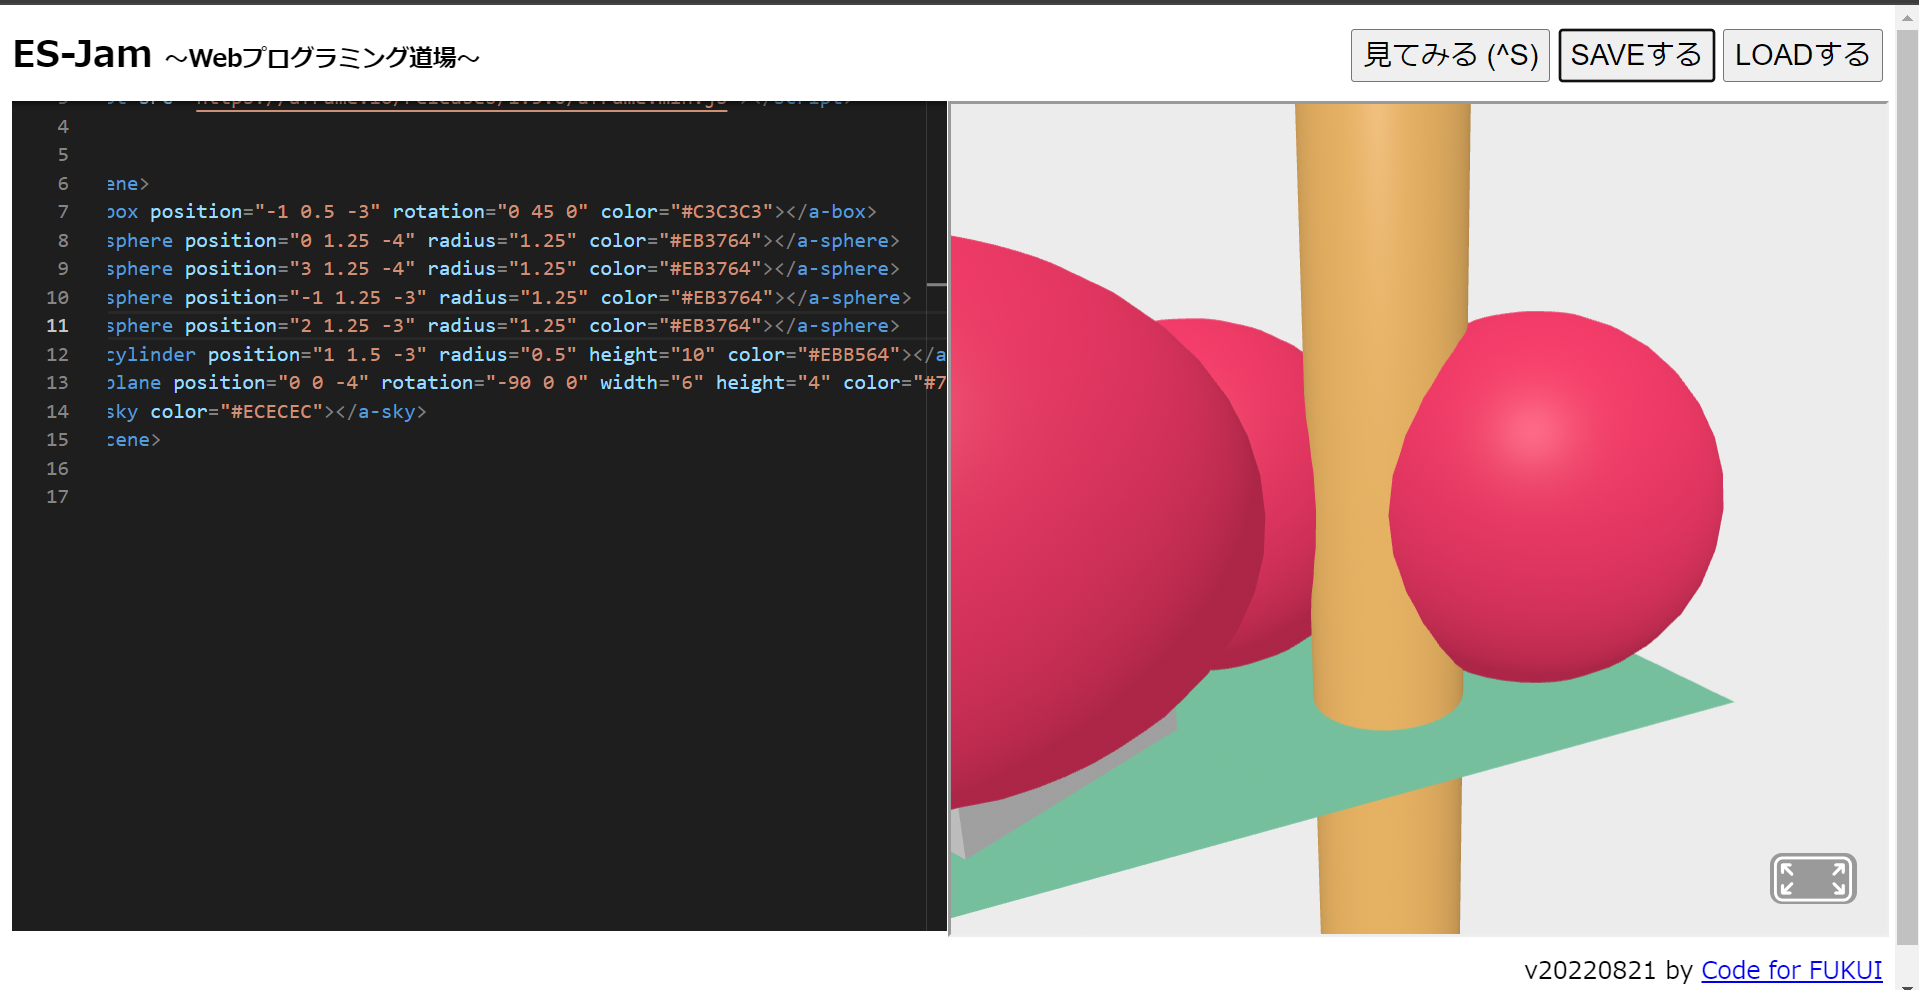 ES-Jam ～Webプログラミング道場～
見てみる (^S) SAVEする LOADする
4
5
6 ene>
7 box position="-1 0.5 -3" rotation="0 45 0" color="#C3C3C3"></a-box>
8 sphere position="0 1.25 -4" radius="1.25" color="#EB3764"></a-sphere>
9 sphere position="3 1.25 -4" radius="1.25" color="#EB3764"></a-sphere>
10 sphere position="-1 1.25 -3" radius="1.25" color="#EB3764"></a-sphere>
11 sphere position="2 1.25 -3" radius="1.25" color="#EB3764"></a-sphere>
12 cylinder position="1 1.5 -3" radius="0.5" height="10" color="#EBB564"></a
13 plane position="0 0 -4" rotation="-90 0 0" width="6" height="4" color="#7
14 sky color="#ECECEC"></a-sky>
15 cene>
16
17
v20220821 by Code for FUKUI